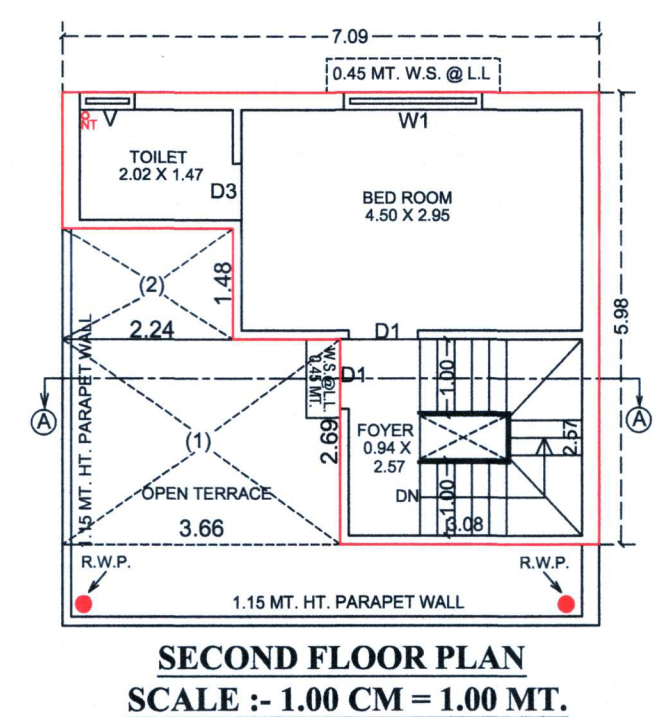 7.09
0.45 MT. W.S. @ L.L
V
NT
W1
TOILET
2.02 X 1.47
D3
BED ROOM
4.50 X 2.95
(2)
1.48
2.24
5.98
D1
W.S.@L.L
0.45 MT.
D1
1.00
A
A
1.15 MT. HT. PARAPET WALL
(1)
2.69
FOYER
0.94 X
2.57
2.57
OPEN TERRACE
DN
1.00
3.66
3.08
R.W.P.
R.W.P.
1.15 MT. HT. PARAPET WALL
SECOND FLOOR PLAN
SCALE :- 1.00 CM = 1.00 MT.